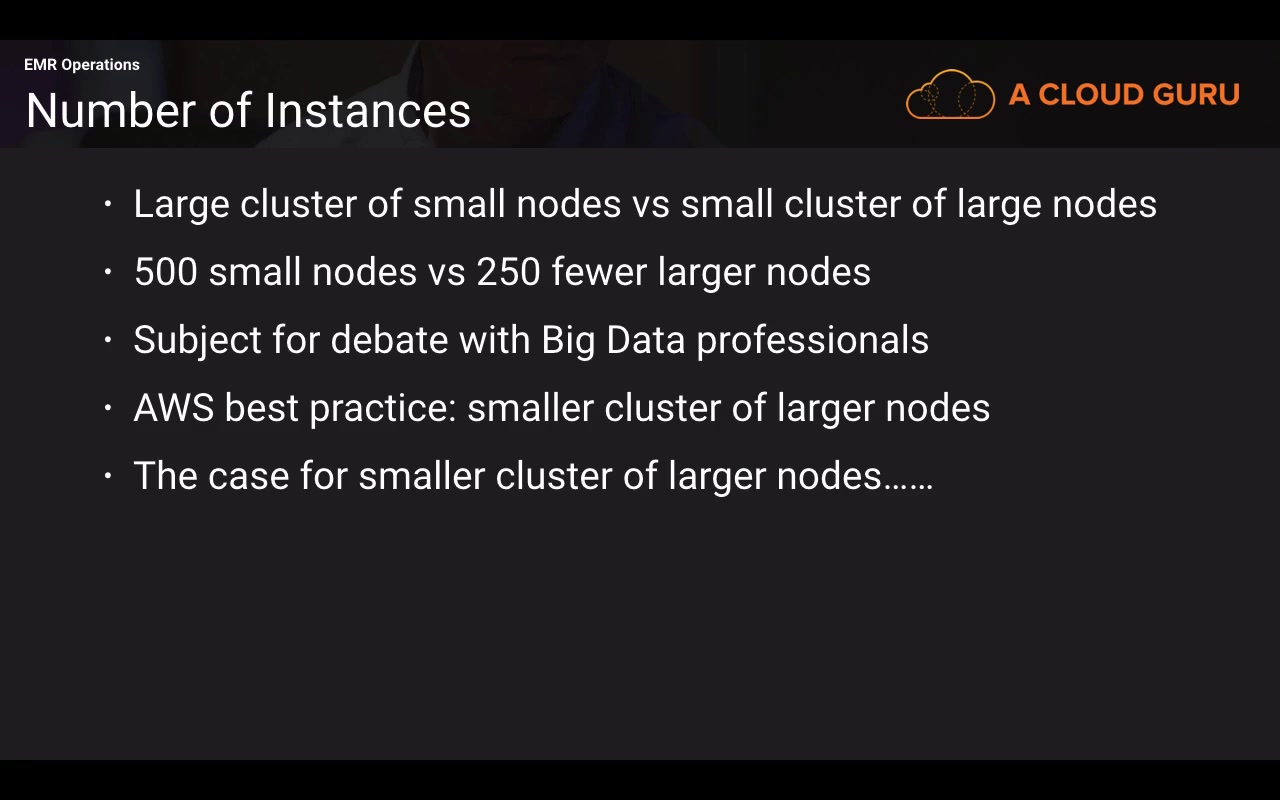 EMR Operations
Number of Instances
A CLOUD GURU
· Large cluster of small nodes vs small cluster of large nodes
· 500 small nodes vs 250 fewer larger nodes
· Subject for debate with Big Data professionals
· AWS best practice: smaller cluster of larger nodes
· The case for smaller cluster of larger nodes......